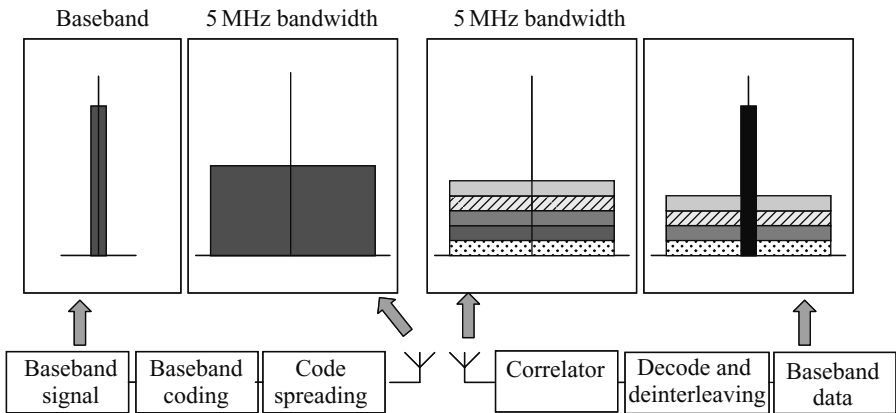 Baseband
5 MHz bandwidth
5 MHz bandwidth
Baseband
signal
Baseband
coding
Code
spreading
Correlator
Decode and
deinterleaving
Baseband
data